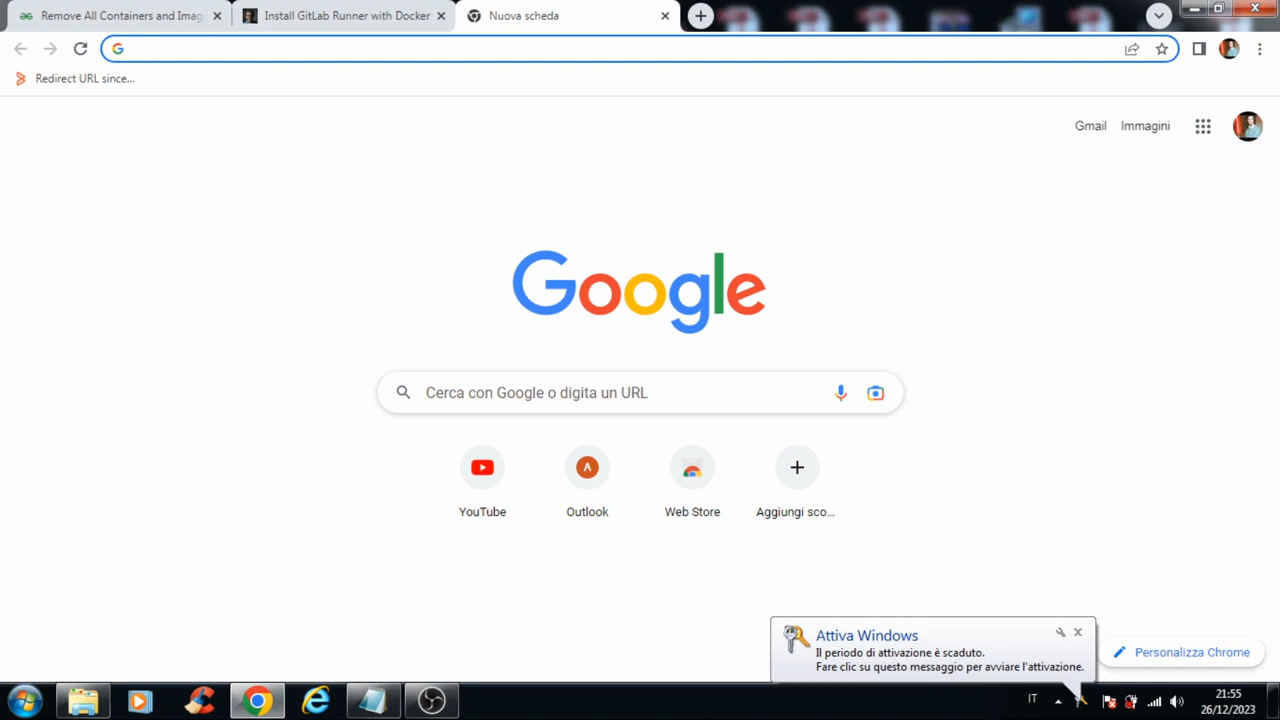 Remove All Containers and Imag
Install GitLab Runner with Docker
Nuova scheda
Redirect URL since...
Gmail
Immagini
Google
Cerca con Google o digita un URL
YouTube
A
Outlook
Web Store
Aggiungi sco...
Attiva Windows
Il periodo di attivazione è scaduto.
Fare clic su questo messaggio per avviare l'attivazione.
Personalizza Chrome
IT
21:55
26/12/2023